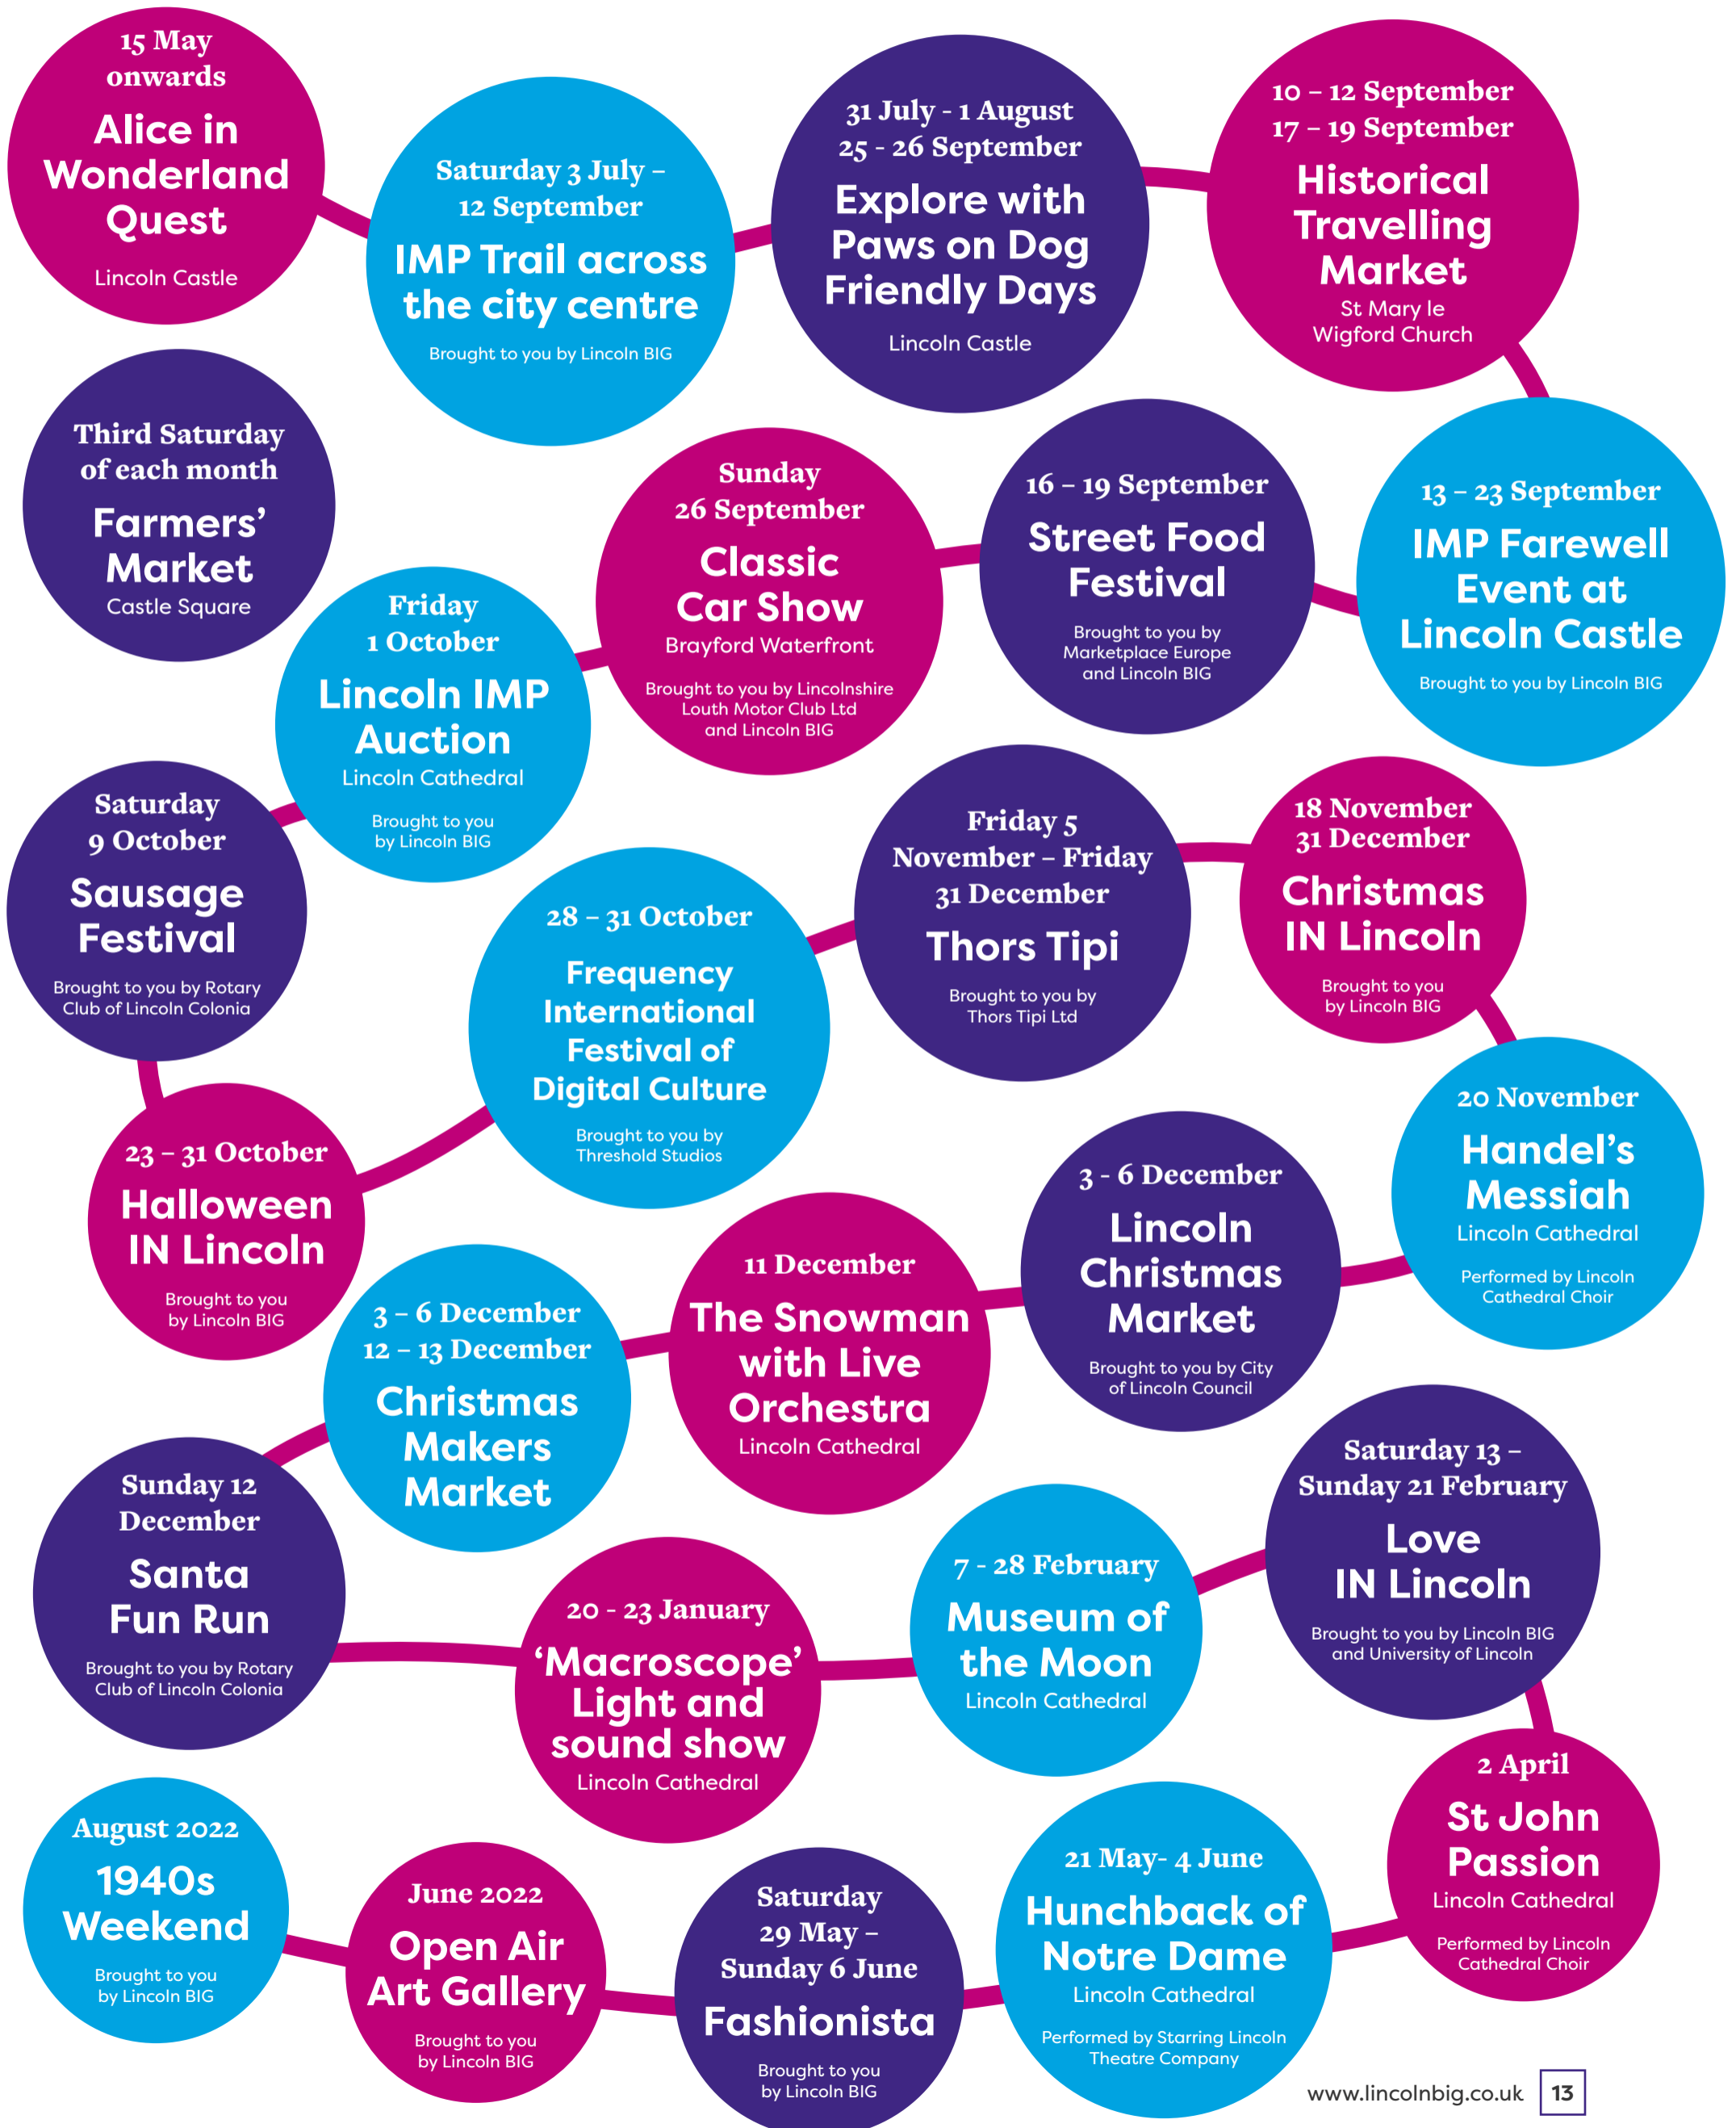 15 May
onwards
Alice in
Wonderland
Quest
Lincoln Castle
Saturday 3 July –
12 September
IMP Trail across
the city centre
Brought to you by Lincoln BIG
31 July - 1 August
25 - 26 September
Explore with
Paws on Dog
Friendly Days
Lincoln Castle
10 – 12 September
17 – 19 September
Historical
Travelling
Market
St Mary le
Wigford Church
Third Saturday
of each month
Farmers’
Market
Castle Square
Friday
1 October
Lincoln IMP
Auction
Lincoln Cathedral
Brought to you
by Lincoln BIG
Sunday
26 September
Classic
Car Show
Brayford Waterfront
Brought to you by Lincolnshire
Louth Motor Club Ltd
and Lincoln BIG
16 – 19 September
Street Food
Festival
Brought to you by
Marketplace Europe
and Lincoln BIG
13 – 23 September
IMP Farewell
Event at
Lincoln Castle
Brought to you by Lincoln BIG
Saturday
9 October
Sausage
Festival
Brought to you by Rotary
Club of Lincoln Colonia
28 – 31 October
Frequency
International
Festival of
Digital Culture
Brought to you by
Threshold Studios
Friday 5
November – Friday
31 December
Thors Tipi
Brought to you by
Thors Tipi Ltd
18 November
31 December
Christmas
IN Lincoln
Brought to you
by Lincoln BIG
23 – 31 October
Halloween
IN Lincoln
Brought to you
by Lincoln BIG
3 – 6 December
12 – 13 December
Christmas
Makers
Market
11 December
The Snowman
with Live
Orchestra
Lincoln Cathedral
3 - 6 December
Lincoln
Christmas
Market
Brought to you by City
of Lincoln Council
20 November
Handel’s
Messiah
Lincoln Cathedral
Performed by Lincoln
Cathedral Choir
Sunday 12
December
Santa
Fun Run
Brought to you by Rotary
Club of Lincoln Colonia
20 - 23 January
‘Macroscope’
Light and
sound show
Lincoln Cathedral
7 - 28 February
Museum of
the Moon
Lincoln Cathedral
Saturday 13 –
Sunday 21 February
Love
IN Lincoln
Brought to you by Lincoln BIG
and University of Lincoln
August 2022
1940s
Weekend
Brought to you
by Lincoln BIG
June 2022
Open Air
Art Gallery
Brought to you
by Lincoln BIG
Saturday
29 May –
Sunday 6 June
Fashionista
Brought to you
by Lincoln BIG
21 May- 4 June
Hunchback of
Notre Dame
Lincoln Cathedral
Performed by Starring Lincoln
Theatre Company
2 April
St John
Passion
Lincoln Cathedral
Performed by Lincoln
Cathedral Choir
www.lincolnbig.co.uk 13